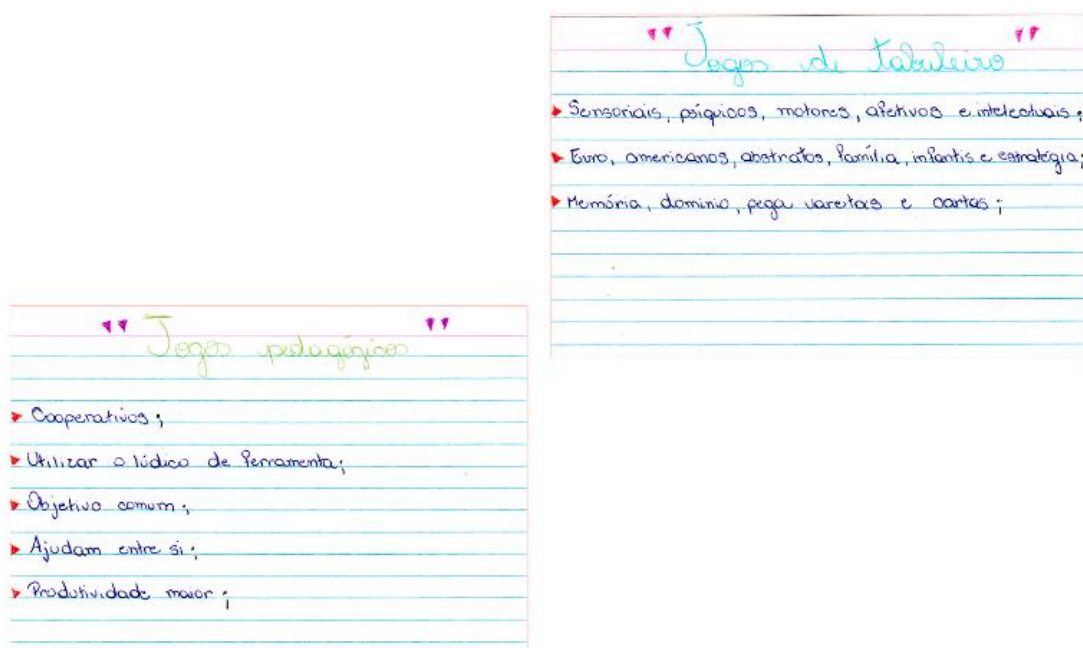 " Jogos de tabuleiro "
Sensoriais, psíquicos, motores, afetivos e intelectuais;
Euro, americanos, abstratos, família, infantis e estratégia;
Memória, dominio, pega varetas e cartas;
" Jogos pedagógicos "
Cooperativos;
Utilizar o lúdico de ferramenta;
Objetivo comum;
Ajudam entre si;
Produtividade maior;